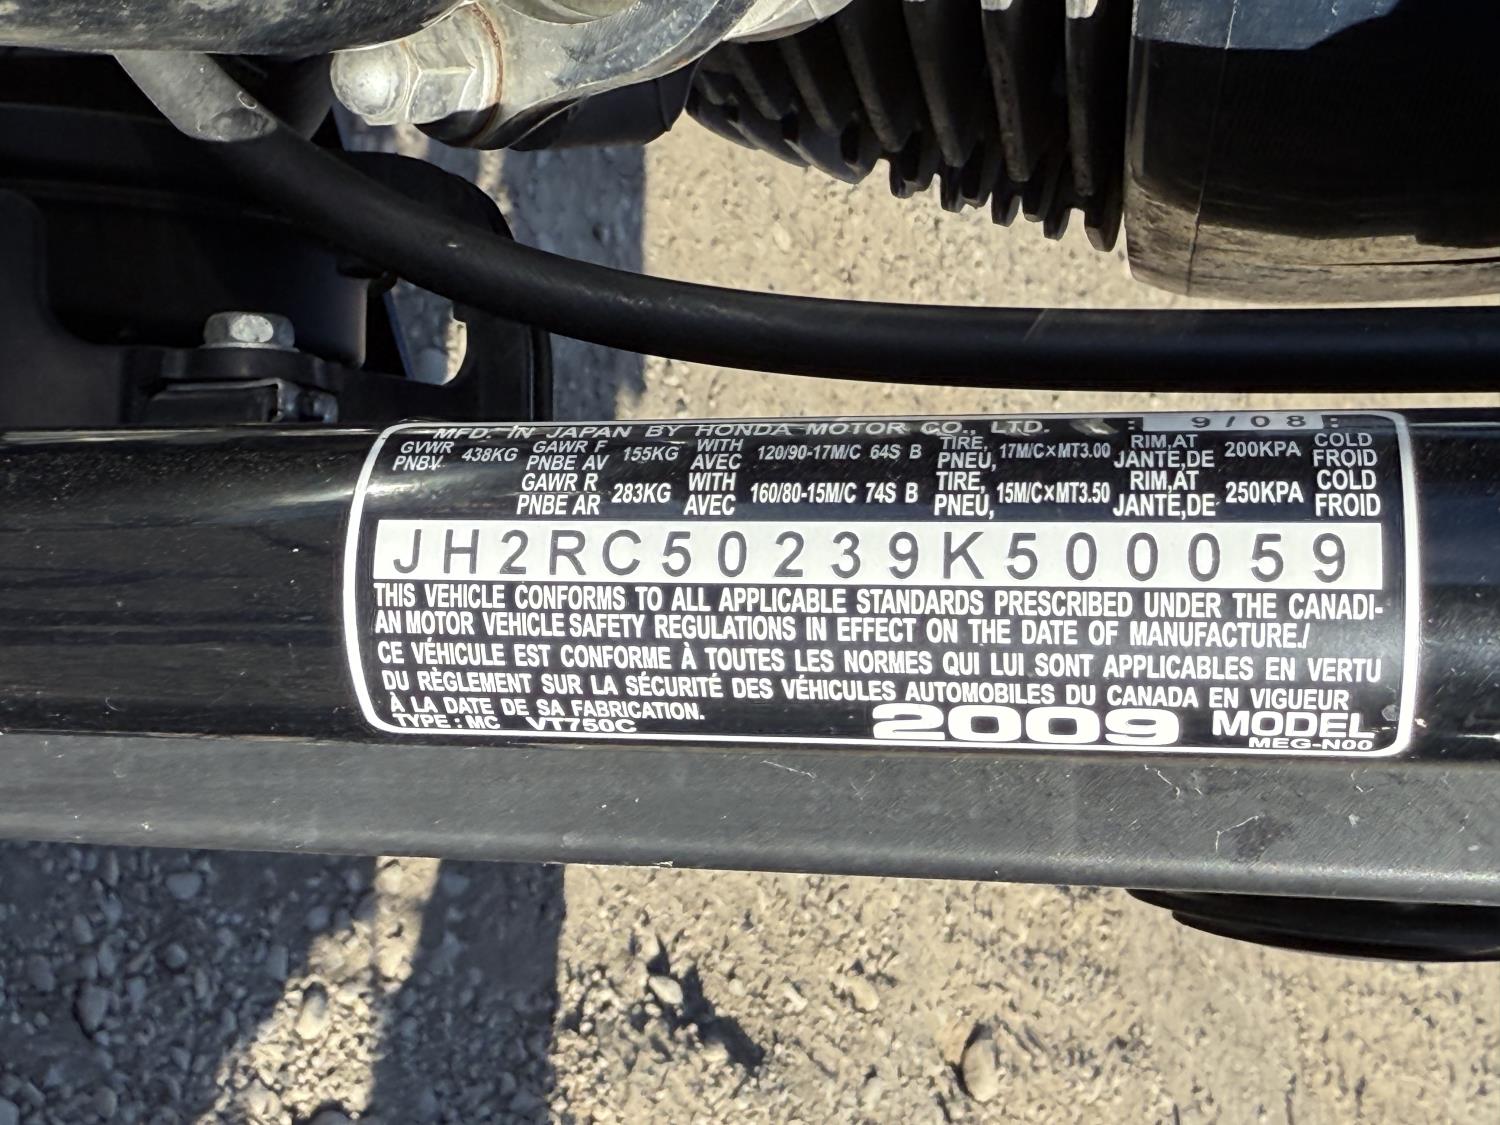 MFD. IN JAPAN BY HONDA MOTOR CO., LTD. : 9/08 :
GVWR PNBV 438KG GAWR F PNBE AV 155KG WITH AVEC 120/90-17M/C 64S B TIRE, PNEU, 17M/C×MT3.00 RIM,AT JANTE,DE 200KPA COLD FROID
GAWR R PNBE AR 283KG WITH AVEC 160/80-15M/C 74S B TIRE, PNEU, 15M/C×MT3.50 RIM,AT JANTE,DE 250KPA COLD FROID
JH2RC50239K500059
THIS VEHICLE CONFORMS TO ALL APPLICABLE STANDARDS PRESCRIBED UNDER THE CANADI-
AN MOTOR VEHICLE SAFETY REGULATIONS IN EFFECT ON THE DATE OF MANUFACTURE./
CE VÉHICULE EST CONFORME À TOUTES LES NORMES QUI LUI SONT APPLICABLES EN VERTU
DU RÈGLEMENT SUR LA SÉCURITÉ DES VÉHICULES AUTOMOBILES DU CANADA EN VIGUEUR
À LA DATE DE SA FABRICATION.
TYPE : MC VT750C 2009 MODEL
MEG-N00